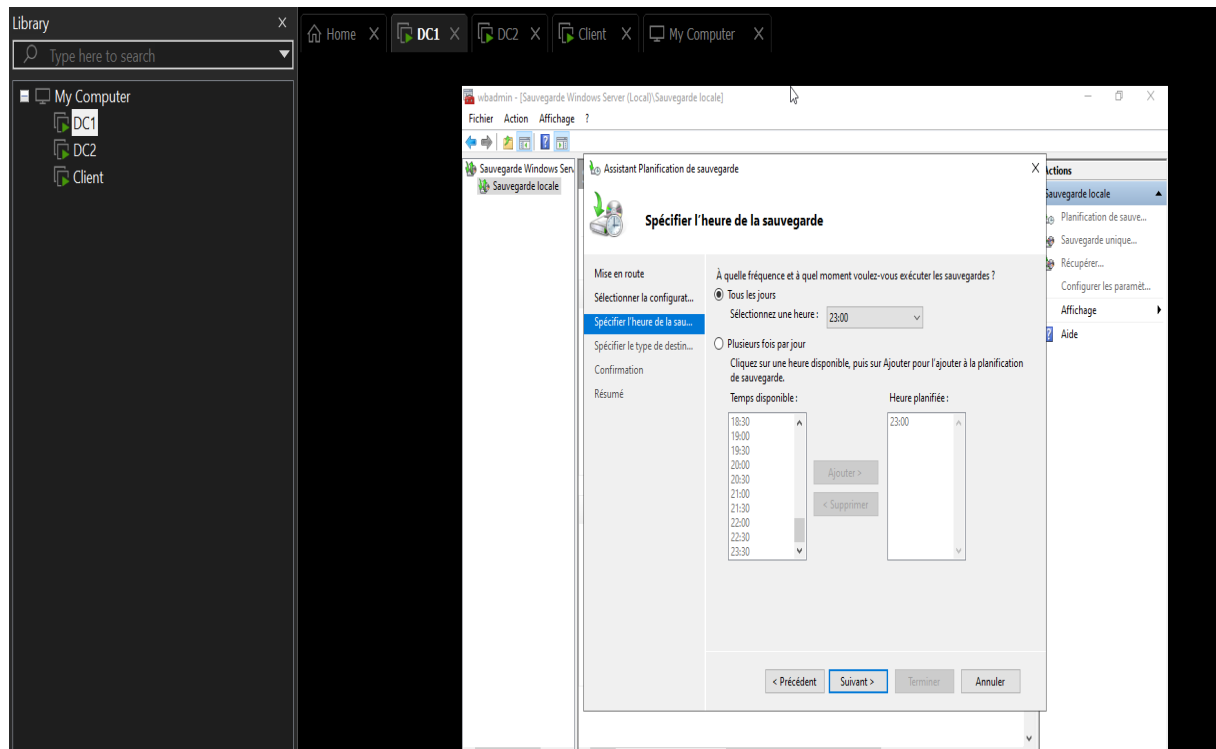 Library X
Type here to search
My Computer
DC1
DC2
Client
Home X DC1 X DC2 X Client X My Computer X
wbadmin - [Sauvegarde Windows Server (Local)\Sauvegarde locale]
Fichier Action Affichage ?
Sauvegarde Windows Serv
Sauvegarde locale
Assistant Planification de sauvegarde X
Spécifier l'heure de la sauvegarde
Mise en route
Sélectionner la configurat...
Spécifier l'heure de la sau...
Spécifier le type de destin...
Confirmation
Résumé
À quelle fréquence et à quel moment voulez-vous exécuter les sauvegardes ?
Tous les jours
Sélectionnez une heure : 23:00
Plusieurs fois par jour
Cliquez sur une heure disponible, puis sur Ajouter pour l'ajouter à la planification
de sauvegarde.
Temps disponible : Heure planifiée :
18:30 23:00
19:00
19:30
20:00
20:30
21:00
21:30
22:00
22:30
23:30
Ajouter >
< Supprimer
< Précédent Suivant > Terminer Annuler
Actions
Sauvegarde locale
Planification de sauve...
Sauvegarde unique...
Récupérer...
Configurer les paramèt...
Affichage
Aide